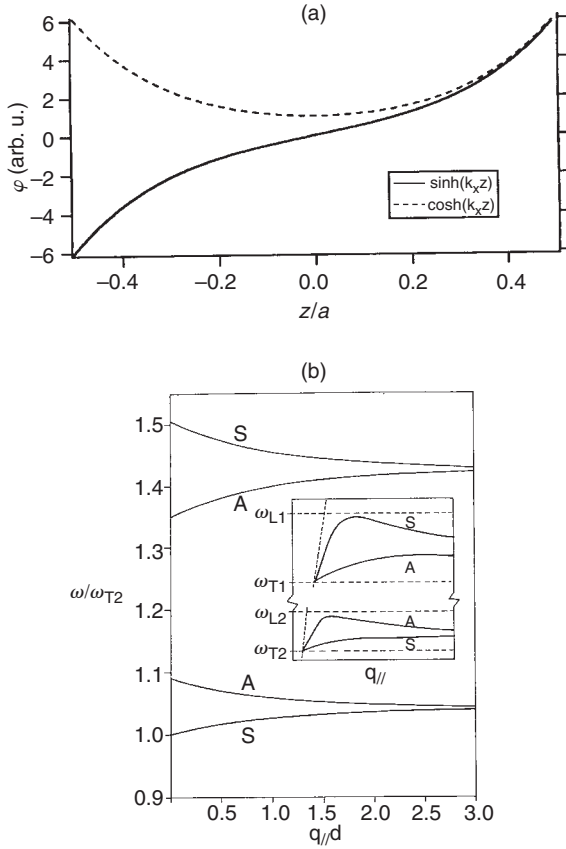 (a)
6
4
2
0
−2
−4
−6
φ (arb. u.)
sinh(kₓz)
cosh(kₓz)
−0.4
−0.2
0.0
0.2
0.4
z/a
(b)
1.5
1.4
1.3
1.2
1.1
1.0
0.9
ω/ωT2
S
A
A
S
ωL1
ωT1
ωL2
ωT2
S
A
A
S
q//
0.5
1.0
1.5
2.0
2.5
3.0
q//d